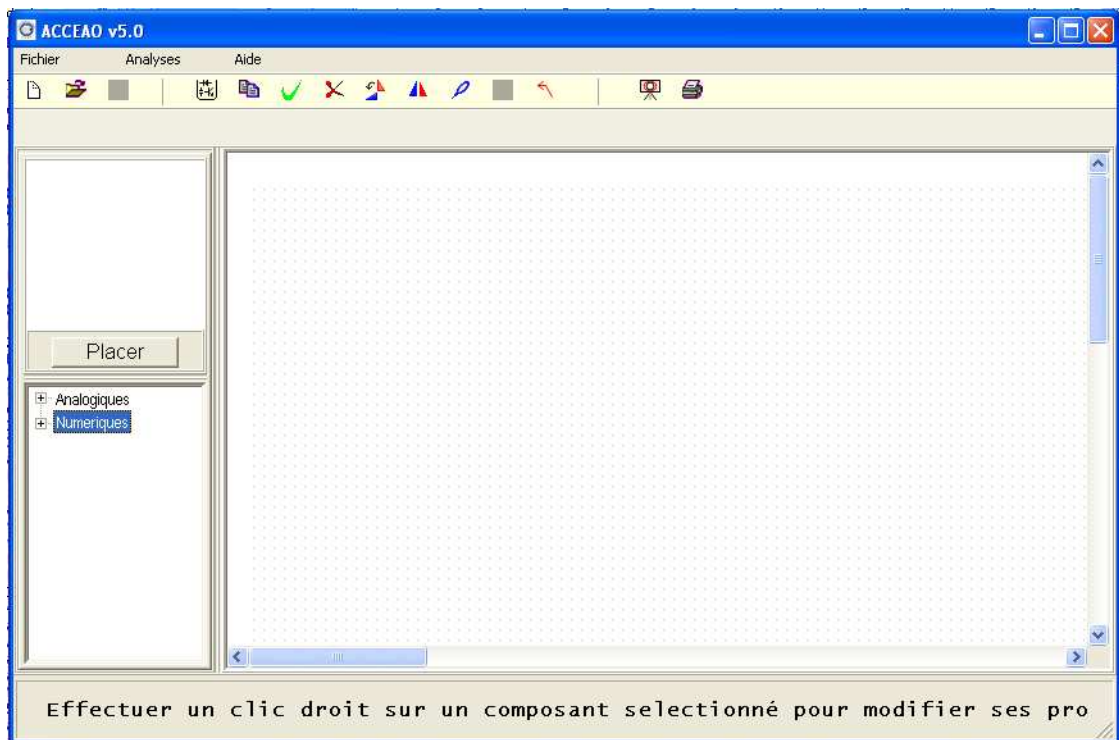 ACCEAO v5.0
Fichier Analyses Aide
Placer
Analogiques
Numeriques
Effectuer un clic droit sur un composant selectionné pour modifier ses pro